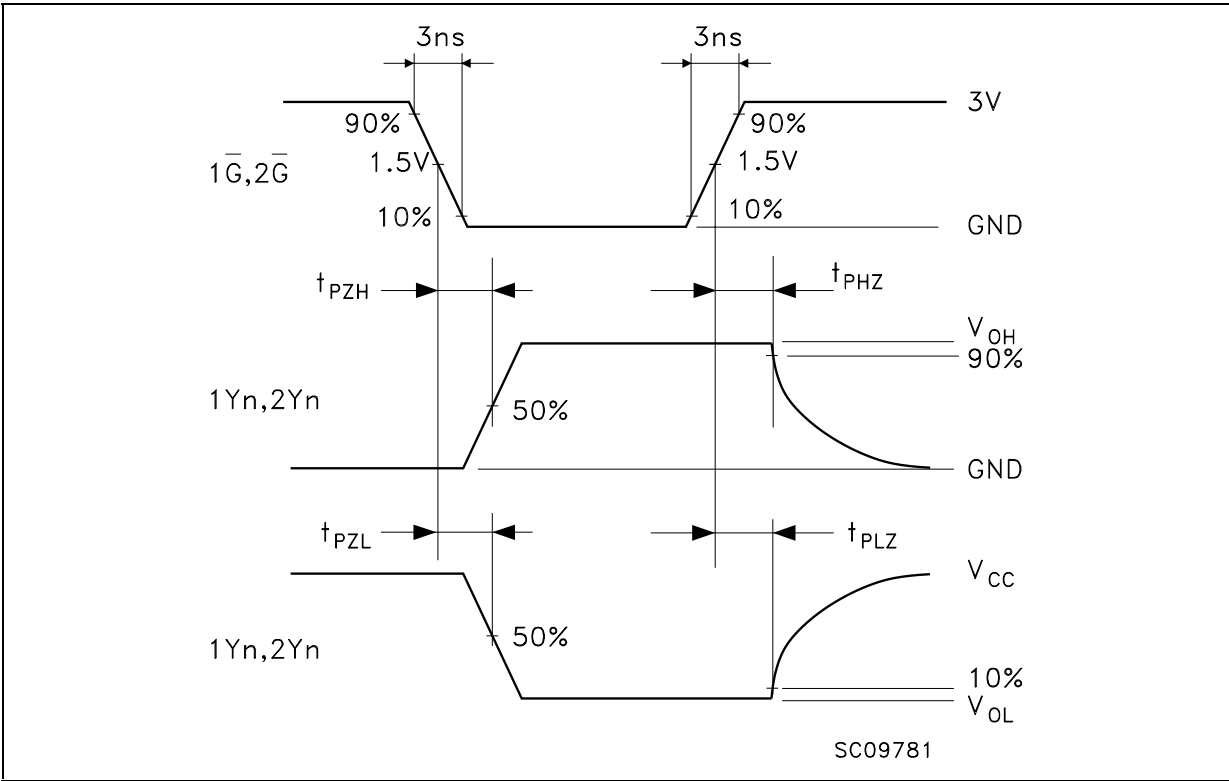 3ns 3ns
3V
90% 90%
1G̅,2G̅ 1.5V 1.5V
10% 10%
GND
tPZH tPHZ
VOH
90%
1Yn,2Yn 50%
GND
tPZL tPLZ
VCC
50%
1Yn,2Yn
10%
VOL
SC09781